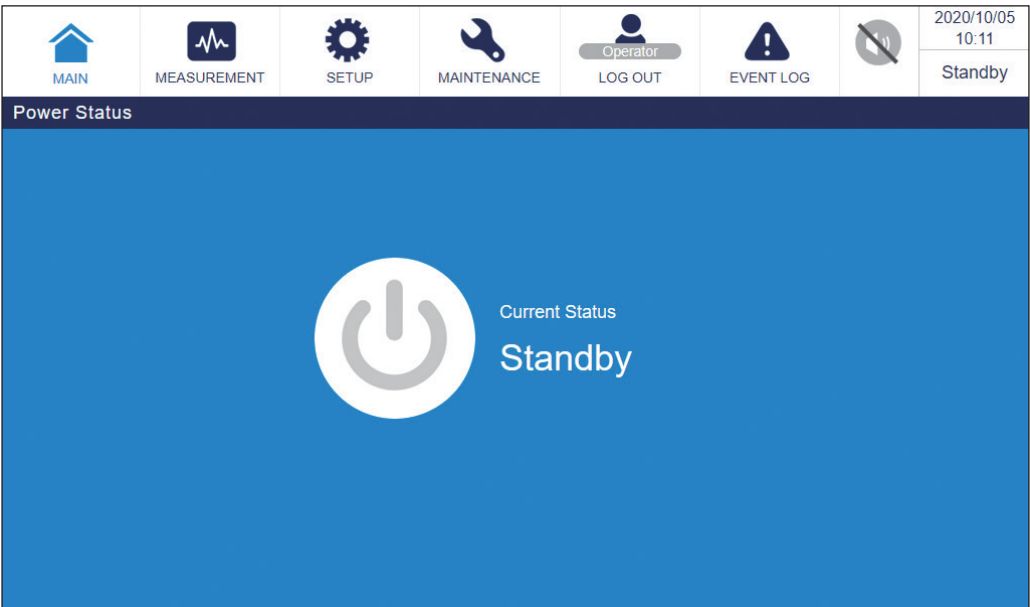 MAIN
MEASUREMENT
SETUP
MAINTENANCE
Operator
LOG OUT
EVENT LOG
2020/10/05
10:11
Standby
Power Status
Current Status
Standby